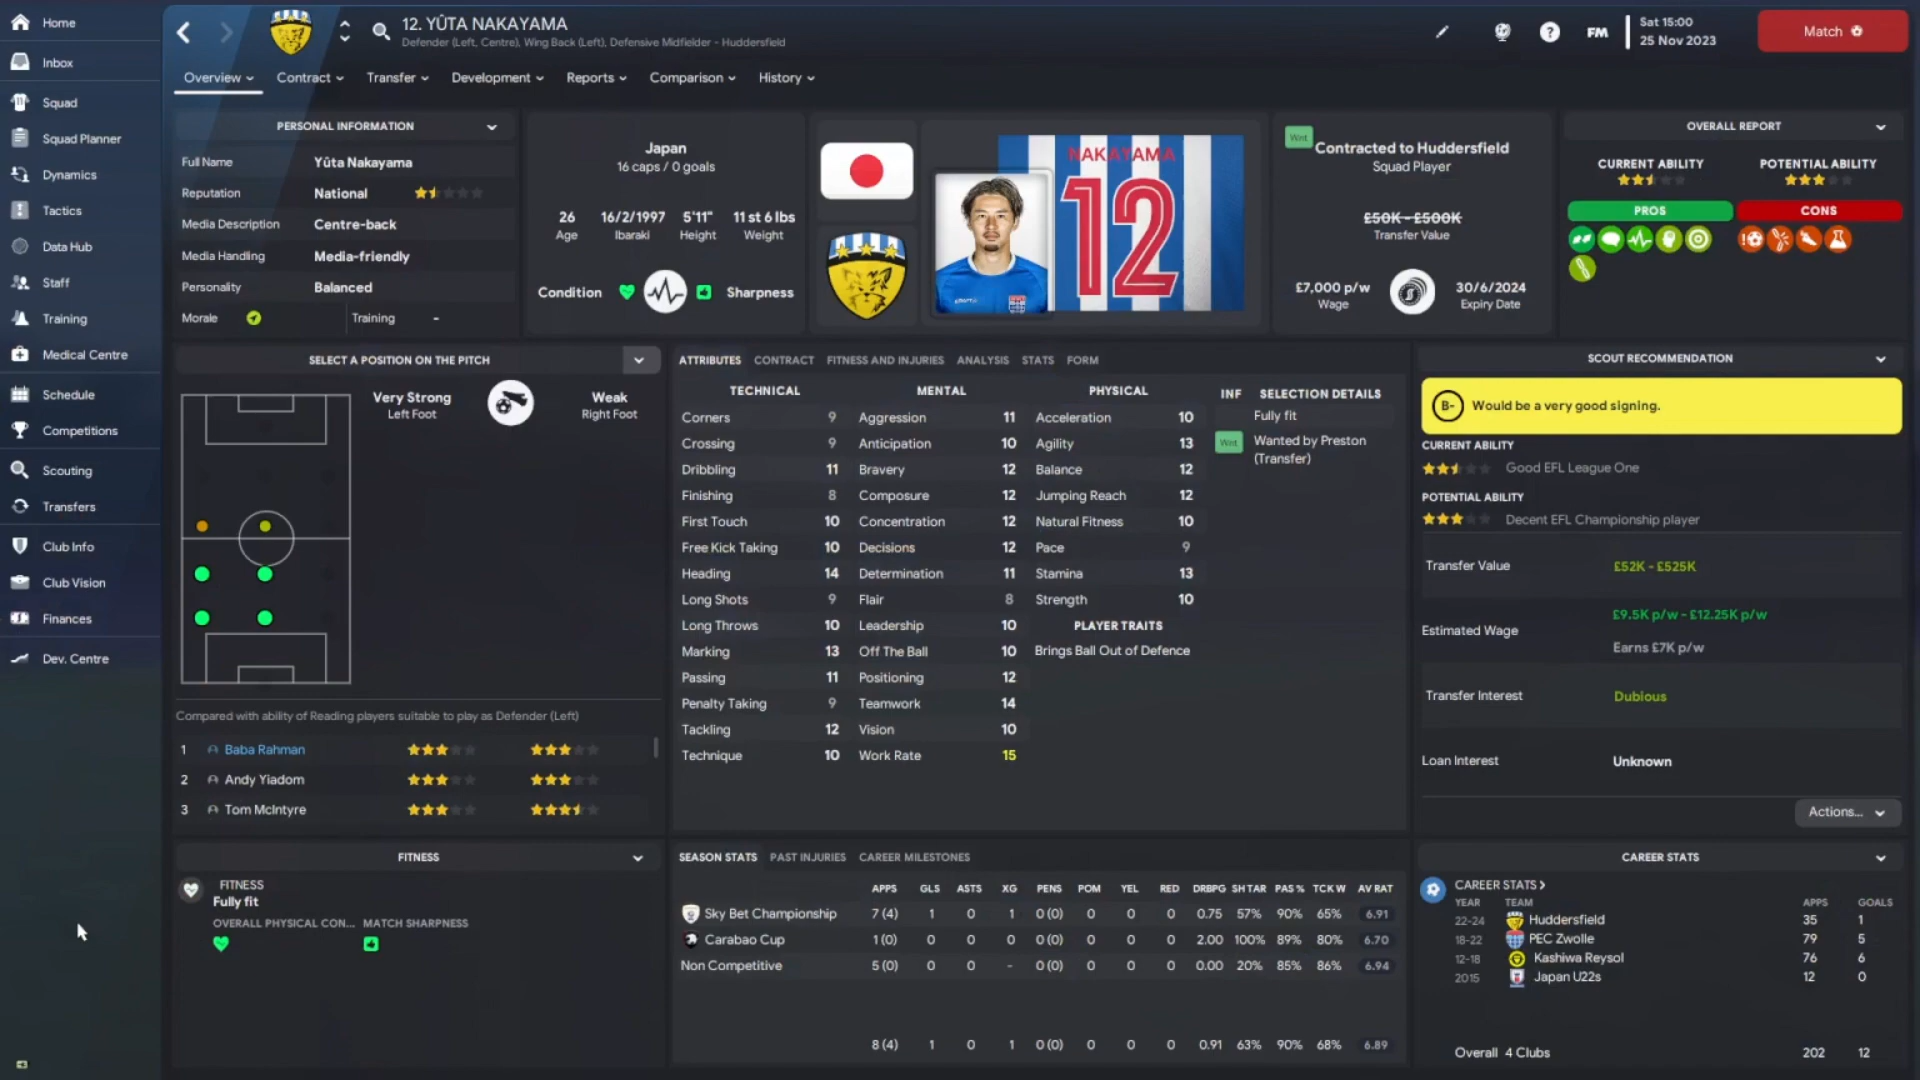 Home
Inbox
Squad
Squad Planner
Dynamics
Tactics
Data Hub
Staff
Training
Medical Centre
Schedule
Competitions
Scouting
Transfers
Club Info
Club Vision
Finances
Dev. Centre
12. YÛTA NAKAYAMA
Defender (Left, Centre), Wing Back (Left), Defensive Midfielder - Huddersfield
? FM
Sat 15:00
25 Nov 2023
Match
Overview Contract Transfer Development Reports Comparison History
PERSONAL INFORMATION
Full Name Yûta Nakayama
Reputation National
Media Description Centre-back
Media Handling Media-friendly
Personality Balanced
Morale Training -
Japan
16 caps / 0 goals
26 16/2/1997 5'11" 11 st 6 lbs
Age Ibaraki Height Weight
Condition Sharpness
NAKAYAMA
12
Wnt
Contracted to Huddersfield
Squad Player
£50K - £500K
Transfer Value
£7,000 p/w 30/6/2024
Wage Expiry Date
OVERALL REPORT
CURRENT ABILITY POTENTIAL ABILITY
PROS CONS
SELECT A POSITION ON THE PITCH
Very Strong Weak
Left Foot Right Foot
Compared with ability of Reading players suitable to play as Defender (Left)
1 Baba Rahman
2 Andy Yiadom
3 Tom McIntyre
ATTRIBUTES CONTRACT FITNESS AND INJURIES ANALYSIS STATS FORM
TECHNICAL MENTAL PHYSICAL
Corners 9 Aggression 11 Acceleration 10
Crossing 9 Anticipation 10 Agility 13
Dribbling 11 Bravery 12 Balance 12
Finishing 8 Composure 12 Jumping Reach 12
First Touch 10 Concentration 12 Natural Fitness 10
Free Kick Taking 10 Decisions 12 Pace 9
Heading 14 Determination 11 Stamina 13
Long Shots 9 Flair 8 Strength 10
Long Throws 10 Leadership 10 PLAYER TRAITS
Marking 13 Off The Ball 10 Brings Ball Out of Defence
Passing 11 Positioning 12
Penalty Taking 9 Teamwork 14
Tackling 12 Vision 10
Technique 10 Work Rate 15
INF SELECTION DETAILS
Fully fit
Wnt Wanted by Preston
(Transfer)
SCOUT RECOMMENDATION
B- Would be a very good signing.
CURRENT ABILITY
Good EFL League One
POTENTIAL ABILITY
Decent EFL Championship player
Transfer Value £52K - £525K
Estimated Wage £9.5K p/w - £12.25K p/w
Earns £7K p/w
Transfer Interest Dubious
Loan Interest Unknown
Actions...
FITNESS
FITNESS
Fully fit
OVERALL PHYSICAL CON... MATCH SHARPNESS
SEASON STATS PAST INJURIES CAREER MILESTONES
APPS GLS ASTS XG PENS POM YEL RED DRBPG SH TAR PAS % TCK W AV RAT
Sky Bet Championship 7 (4) 1 0 1 0 (0) 0 0 0 0.75 57% 90% 65% 6.91
Carabao Cup 1 (0) 0 0 0 0 (0) 0 0 0 2.00 100% 89% 80% 6.70
Non Competitive 5 (0) 0 0 - 0 (0) 0 0 0 0.00 20% 85% 86% 6.94
8 (4) 1 0 1 0 (0) 0 0 0 0.91 63% 90% 68% 6.89
CAREER STATS
CAREER STATS >
YEAR TEAM APPS GOALS
22-24 Huddersfield 35 1
18-22 PEC Zwolle 79 5
12-18 Kashiwa Reysol 76 6
2015 Japan U22s 12 0
Overall 4 Clubs 202 12